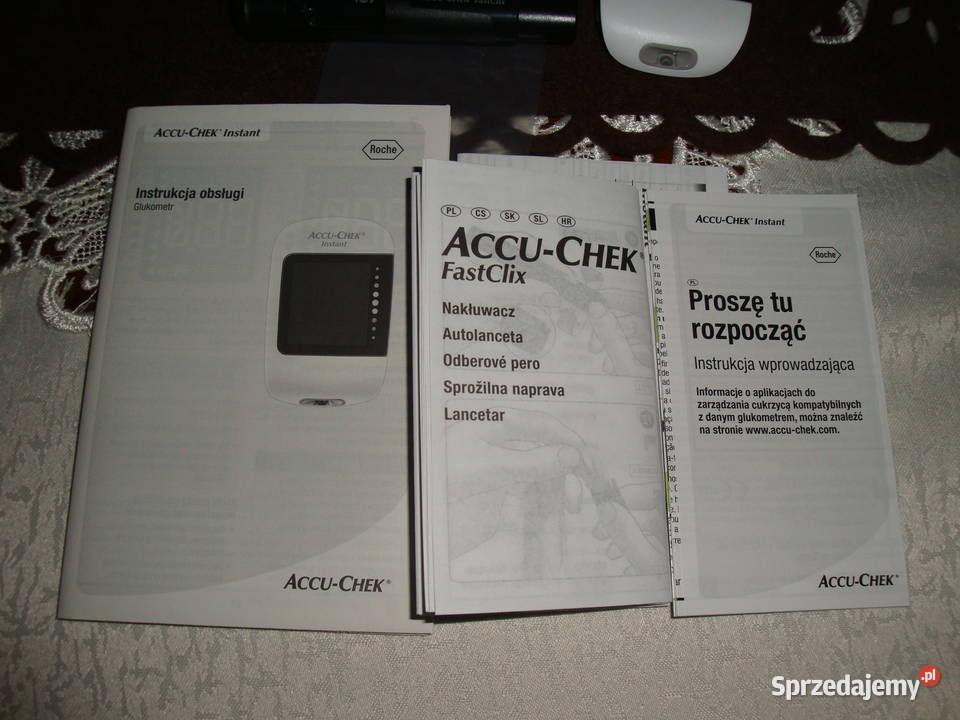 ACCU-CHEK® Instant
Roche
Instrukcja obsługi
Glukometr
ACCU-CHEK®
Instant
ACCU-CHEK®
PL CS SK SL HR
ACCU-CHEK®
FastClix
Nakłuwacz
Autolanceta
Odberové pero
Sprožilna naprava
Lancetar
ACCU-CHEK® Instant
Roche
PL
Proszę tu
rozpocząć
Instrukcja wprowadzająca
Informacje o aplikacjach do
zarządzania cukrzycą kompatybilnych
z danym glukometrem, można znaleźć
na stronie www.accu-chek.com.
ACCU-CHEK®
Sprzedajemy.pl